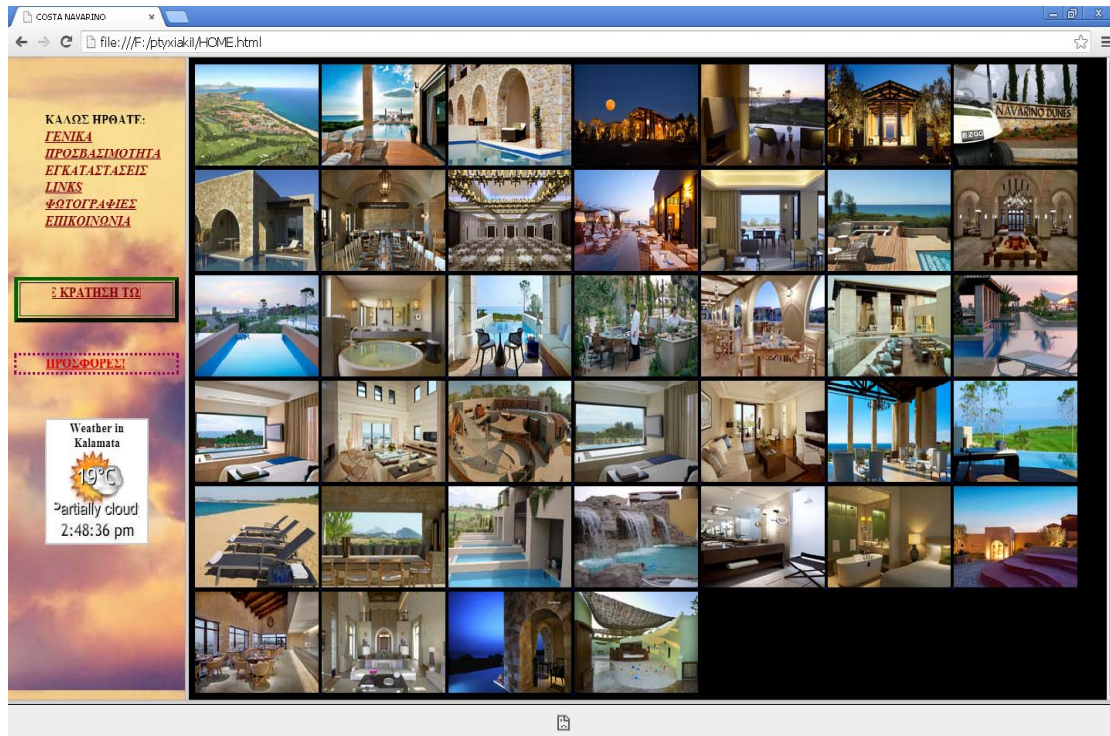 COSTA NAVARINO
file:///F:/ptyxiakil/HOME.html
ΚΑΛΩΣ ΗΡΘΑΤΕ:
ΓΕΝΙΚΑ
ΠΡΟΣΒΑΣΙΜΟΤΗΤΑ
ΕΓΚΑΤΑΣΤΑΣΕΙΣ
LINKS
ΦΩΤΟΓΡΑΦΙΕΣ
ΕΠΙΚΟΙΝΩΝΙΑ
Ε ΚΡΑΤΗΣΗ ΤΩ
ΠΡΟΣΦΟΡΕΣ!
Weather in
Kalamata
19°C
Partially cloud
2:48:36 pm
NAVARINO DUNES
EZGO